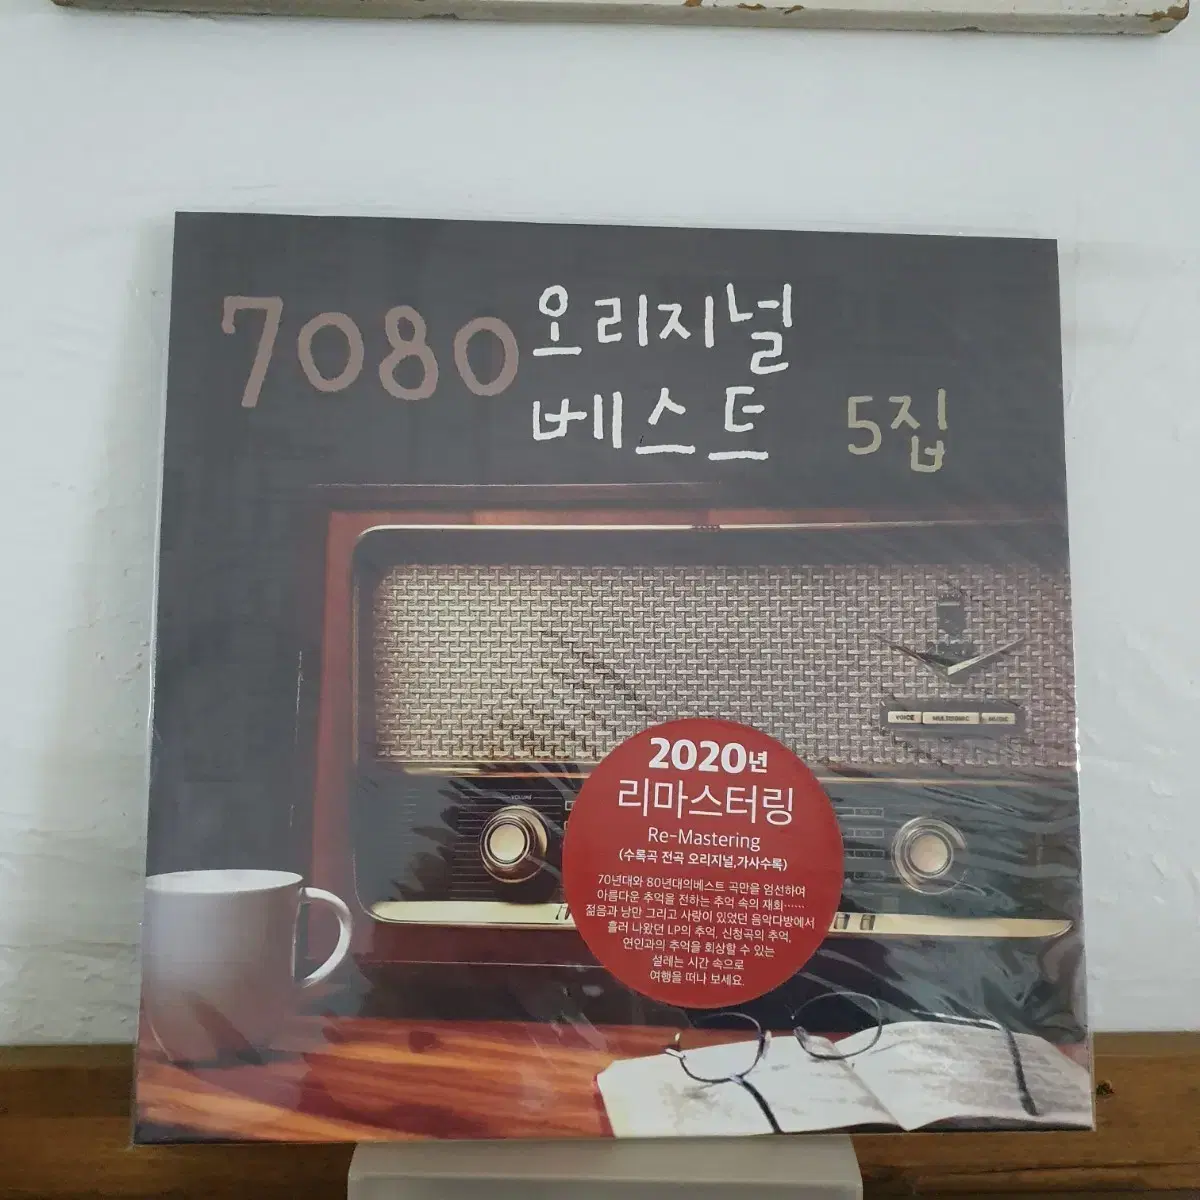 7080 오리지널
베스트 5집
VOICE MULTISONIC MUSIC
VOLUME
2020년
리마스터링
Re-Mastering
(수록곡 전곡 오리지널,가사수록)
70년대와 80년대의베스트 곡만을 엄선하여
아름다운 추억을 전하는 추억 속의 재회……
젊음과 낭만 그리고 사랑이 있었던 음악다방에서
흘러 나왔던 LP의 추억, 신청곡의 추억,
연인과의 추억을 회상할 수 있는
설레는 시간 속으로
여행을 떠나 보세요.